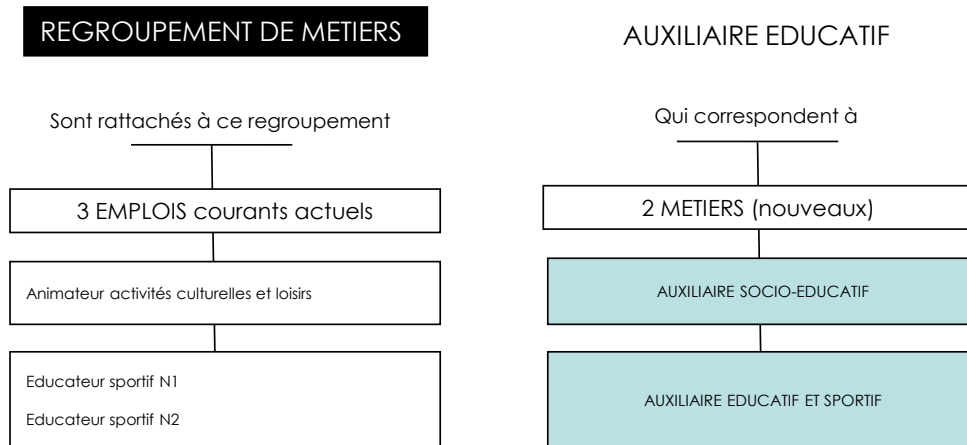 REGROUPEMENT DE METIERS
AUXILIAIRE EDUCATIF
Sont rattachés à ce regroupement
Qui correspondent à
3 EMPLOIS courants actuels
2 METIERS (nouveaux)
Animateur activités culturelles et loisirs
AUXILIAIRE SOCIO-EDUCATIF
Educateur sportif N1
Educateur sportif N2
AUXILIAIRE EDUCATIF ET SPORTIF